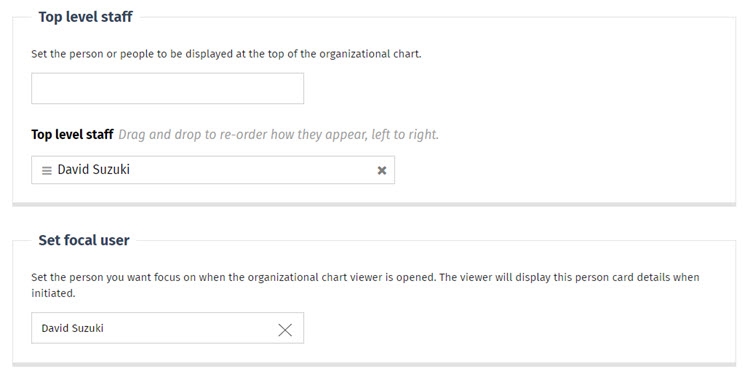 Top level staff
Set the person or people to be displayed at the top of the organizational chart.
Top level staff Drag and drop to re-order how they appear, left to right.
David Suzuki
Set focal user
Set the person you want focus on when the organizational chart viewer is opened. The viewer will display this person card details when
initiated.
David Suzuki